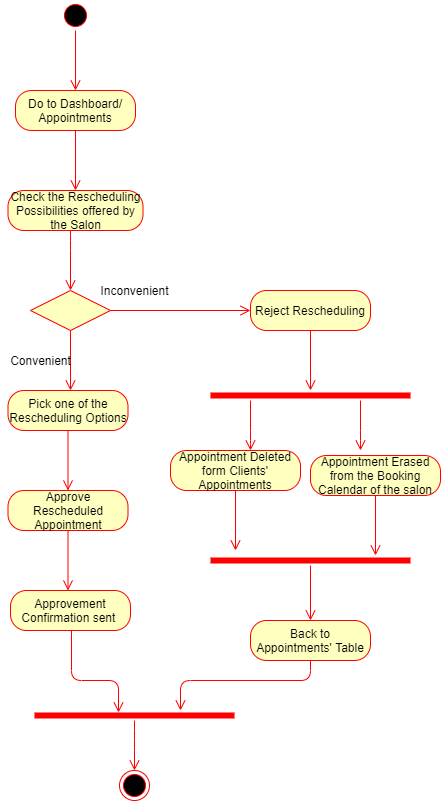 Do to Dashboard/
Appointments
Check the Rescheduling
Possibilities offered by
the Salon
Inconvenient
Reject Rescheduling
Convenient
Pick one of the
Rescheduling Options
Appointment Deleted
form Clients'
Appointments
Appointment Erased
from the Booking
Calendar of the salon
Approve
Rescheduled
Appointment
Approvement
Confirmation sent
Back to
Appointments' Table